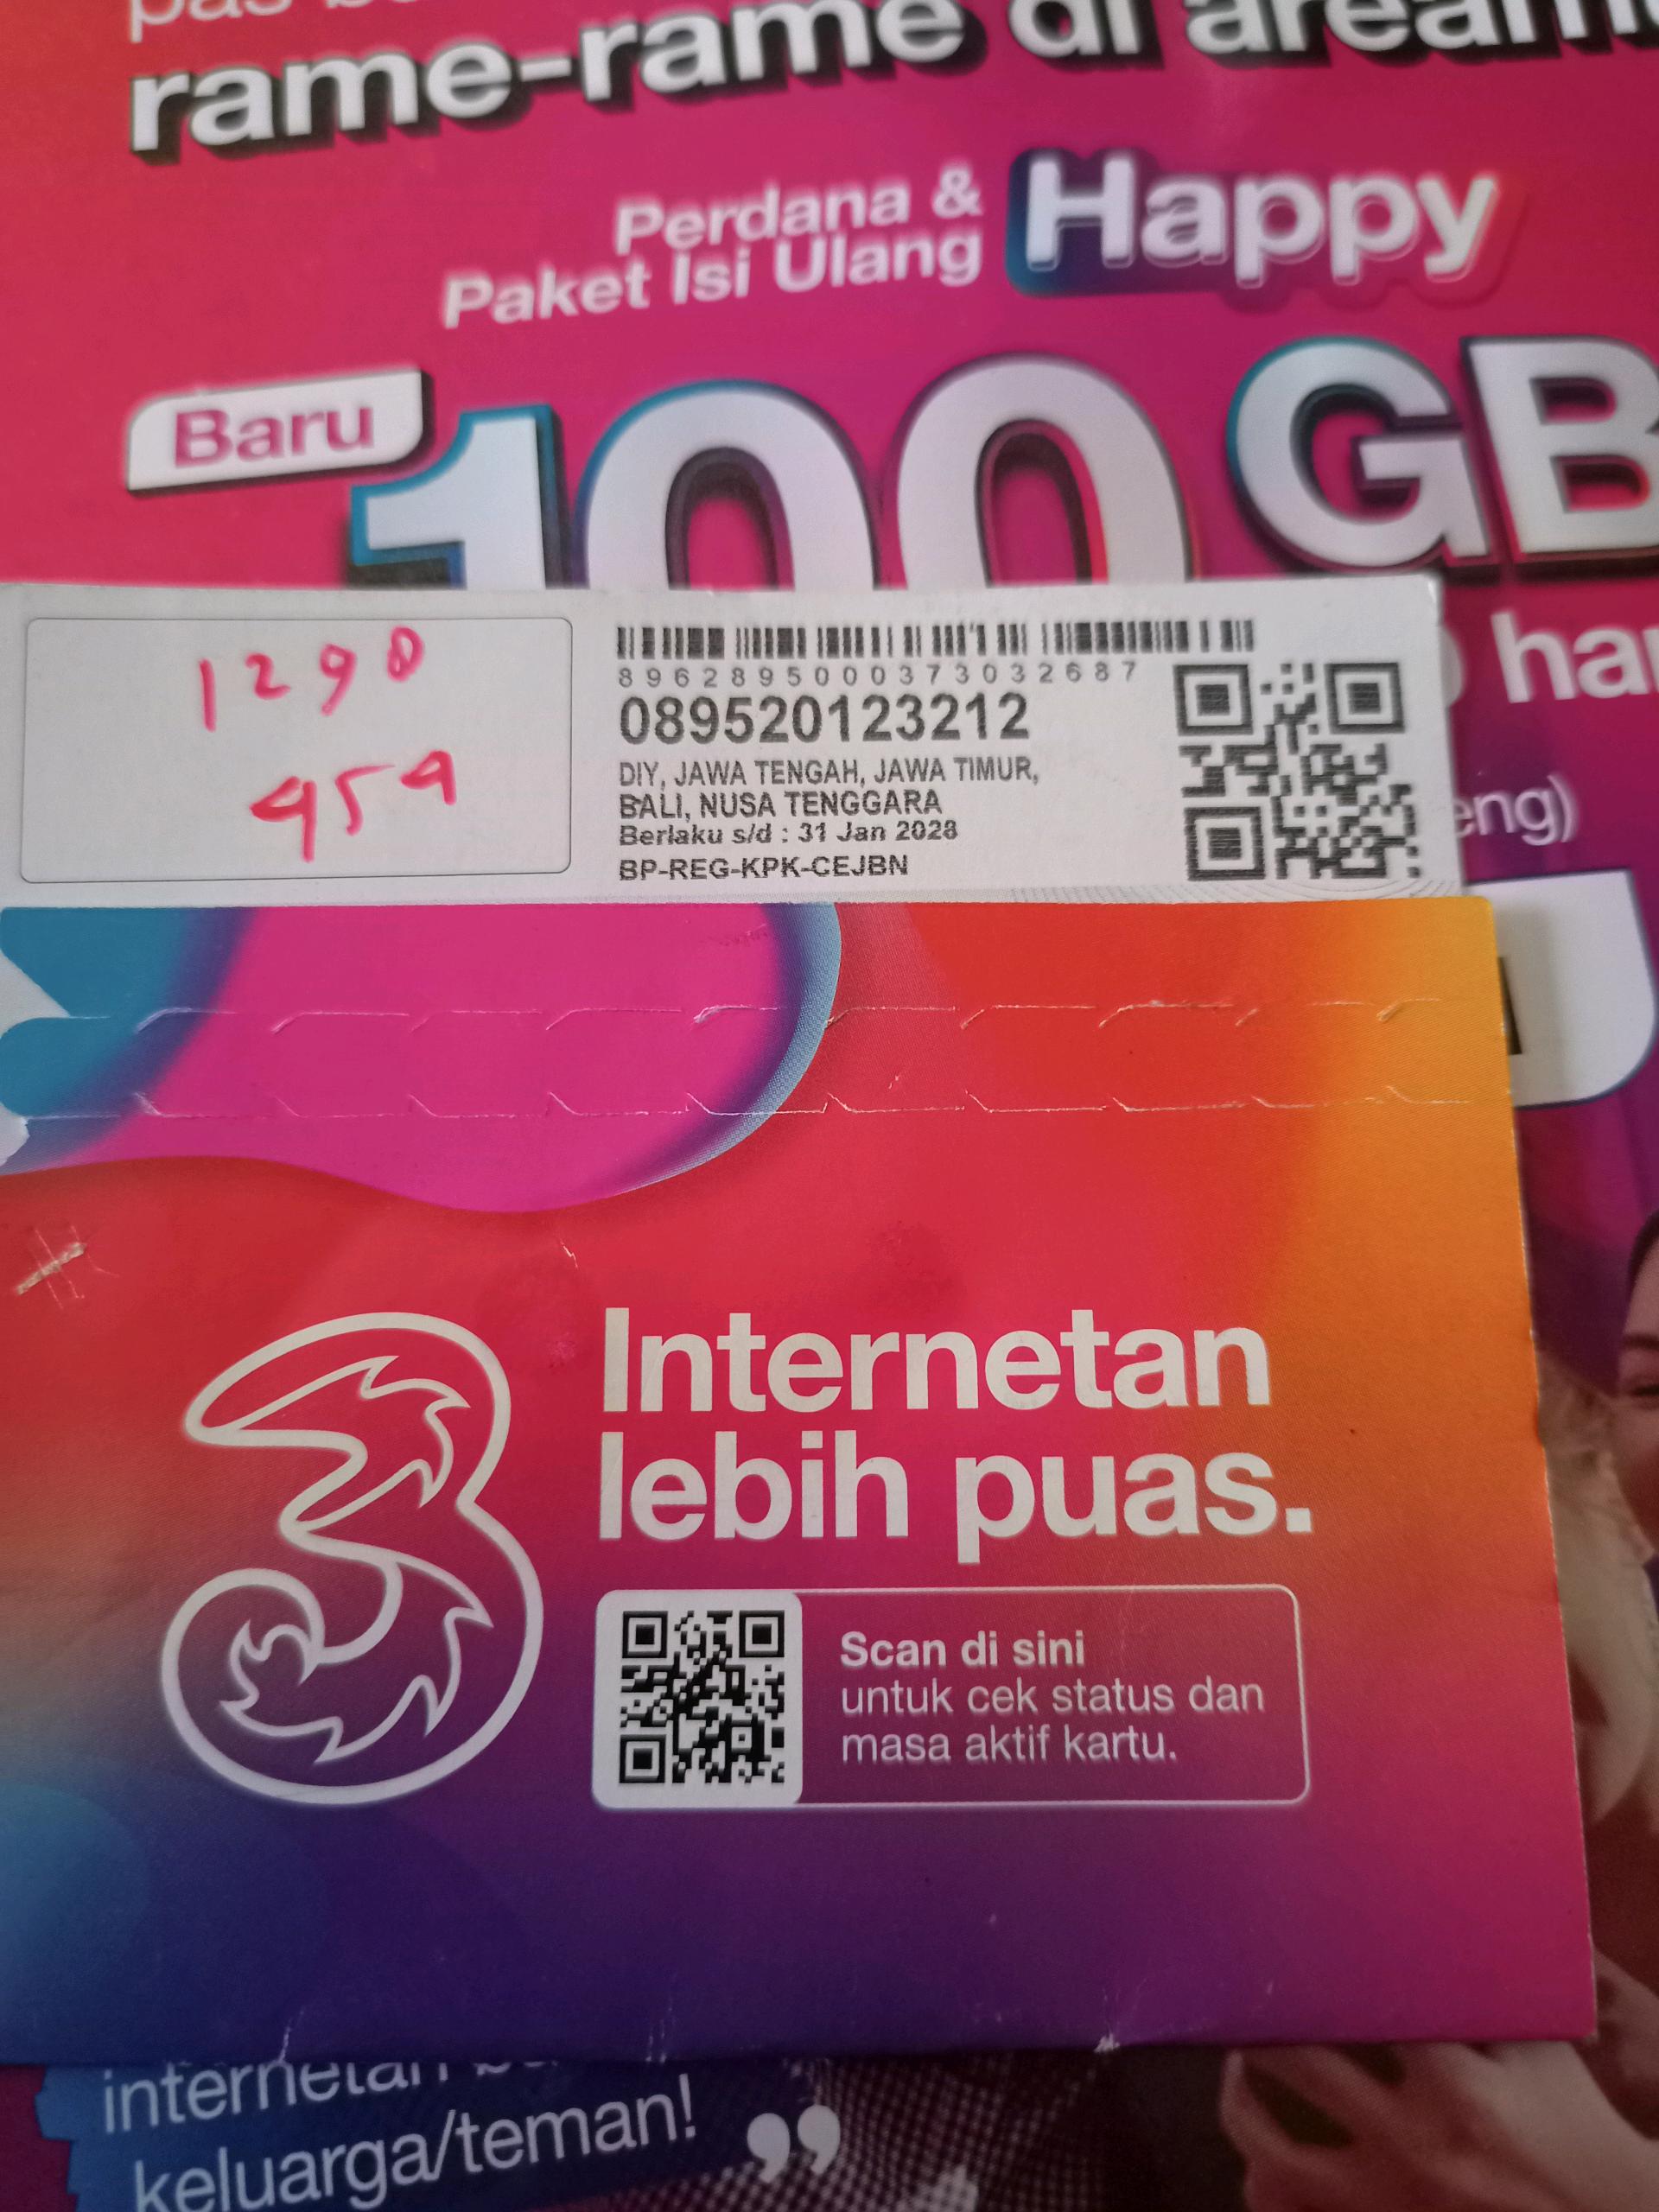 rame-rame di
Perdana &
Paket Isi Ulang Happy
Baru
100 GB
1290
954
8962895000373032687
089520123212
DIY, JAWA TENGAH, JAWA TIMUR,
BALI, NUSA TENGGARA
Berlaku s/d : 31 Jan 2028
BP-REG-KPK-CEJBN
3
Internetan
lebih puas.
Scan di sini
untuk cek status dan
masa aktif kartu.
internetan
keluarga/teman!